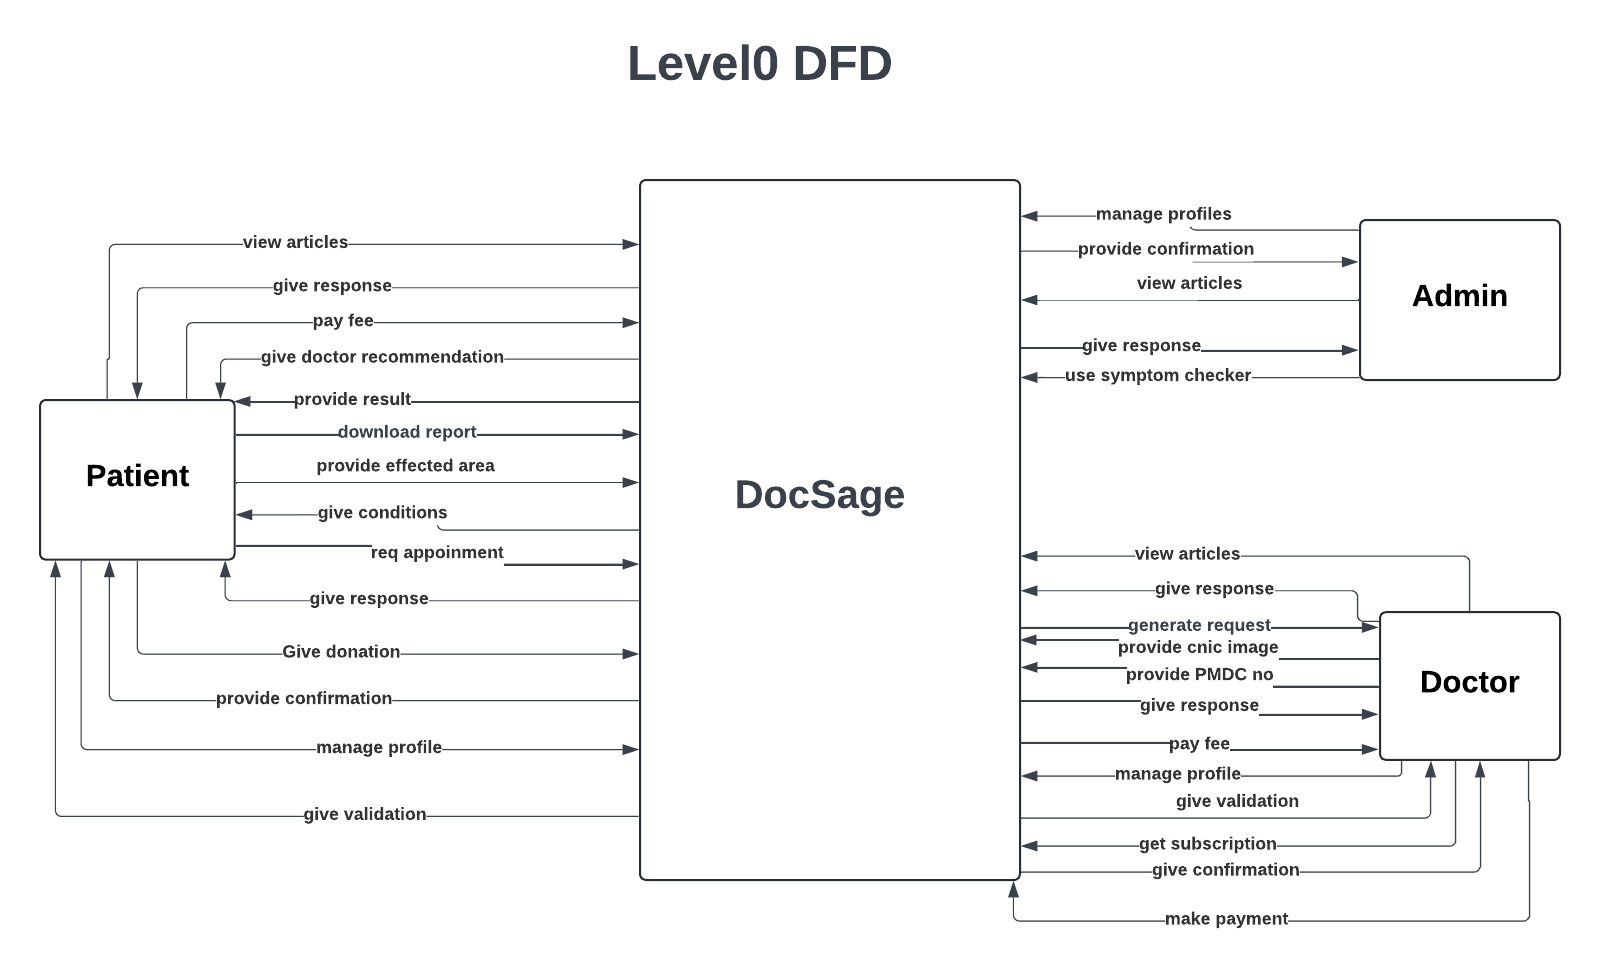 Level0 DFD
view articles
give response
pay fee
give doctor recommendation
provide result
download report
provide effected area
give conditions
req appoinment
give response
Give donation
provide confirmation
manage profile
give validation
Patient
DocSage
manage profiles
provide confirmation
view articles
give response
use symptom checker
Admin
view articles
give response
generate request
provide cnic image
provide PMDC no
give response
pay fee
manage profile
give validation
get subscription
give confirmation
make payment
Doctor